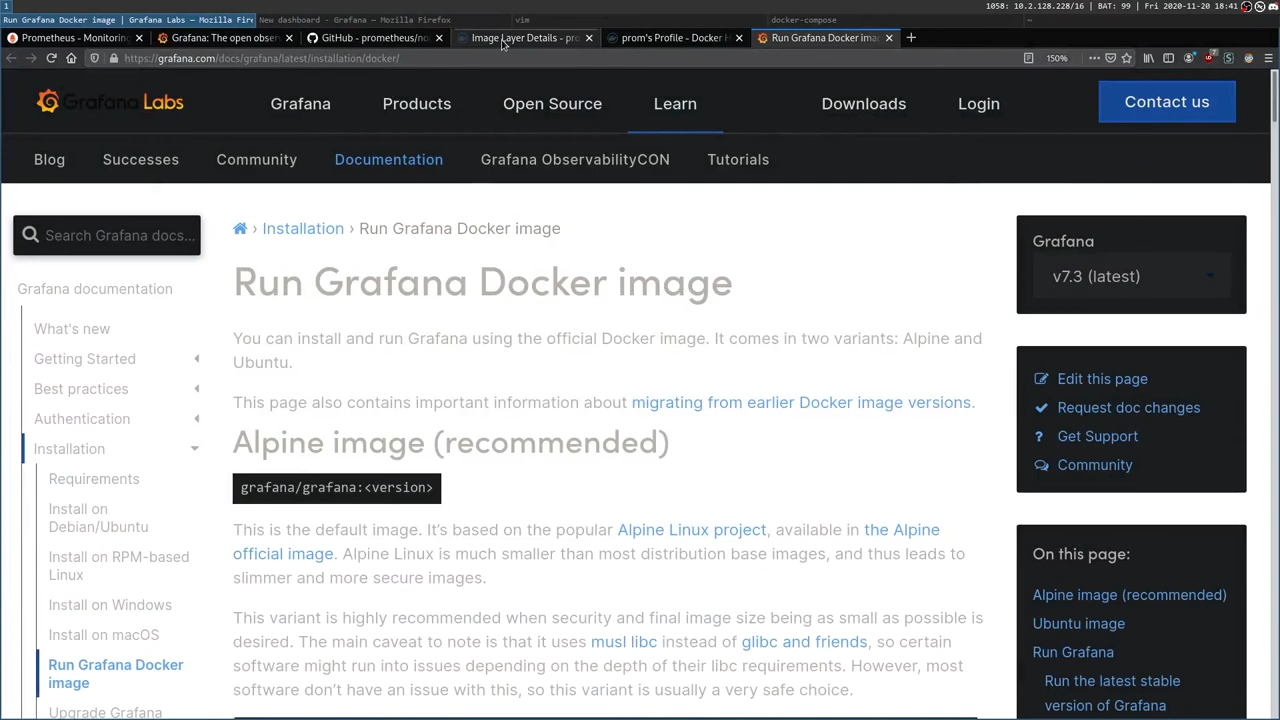 1
1058: 10.2.128.228/16 | BAT: 99 | Fri 2020-11-20 18:41
Run Grafana Docker image | Grafana Labs — Mozilla Fire
New dashboard - Grafana — Mozilla Firefox
vim
docker-compose
~
Prometheus - Monitoring
Grafana: The open obser
GitHub - prometheus/no
Image Layer Details - pro
prom's Profile - Docker H
Run Grafana Docker ima
https://grafana.com/docs/grafana/latest/installation/docker/
150%
Grafana Labs
Grafana
Products
Open Source
Learn
Downloads
Login
Contact us
Blog
Successes
Community
Documentation
Grafana ObservabilityCON
Tutorials
Search Grafana docs...
Grafana documentation
What's new
Getting Started
Best practices
Authentication
Installation
Requirements
Install on
Debian/Ubuntu
Install on RPM-based
Linux
Install on Windows
Install on macOS
Run Grafana Docker
image
Upgrade Grafana
› Installation › Run Grafana Docker image
Run Grafana Docker image
You can install and run Grafana using the official Docker image. It comes in two variants: Alpine and
Ubuntu.
This page also contains important information about migrating from earlier Docker image versions.
Alpine image (recommended)
grafana/grafana:<version>
This is the default image. It’s based on the popular Alpine Linux project, available in the Alpine
official image. Alpine Linux is much smaller than most distribution base images, and thus leads to
slimmer and more secure images.
This variant is highly recommended when security and final image size being as small as possible is
desired. The main caveat to note is that it uses musl libc instead of glibc and friends, so certain
software might run into issues depending on the depth of their libc requirements. However, most
software don’t have an issue with this, so this variant is usually a very safe choice.
Grafana
v7.3 (latest)
Edit this page
Request doc changes
Get Support
Community
On this page:
Alpine image (recommended)
Ubuntu image
Run Grafana
Run the latest stable
version of Grafana